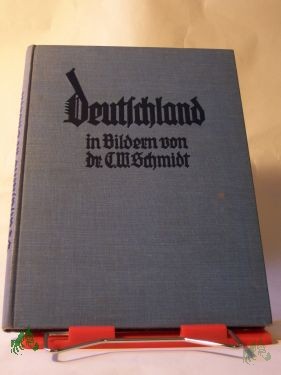 Deutſchland
in Bildern von
Dr. C. W. Schmidt